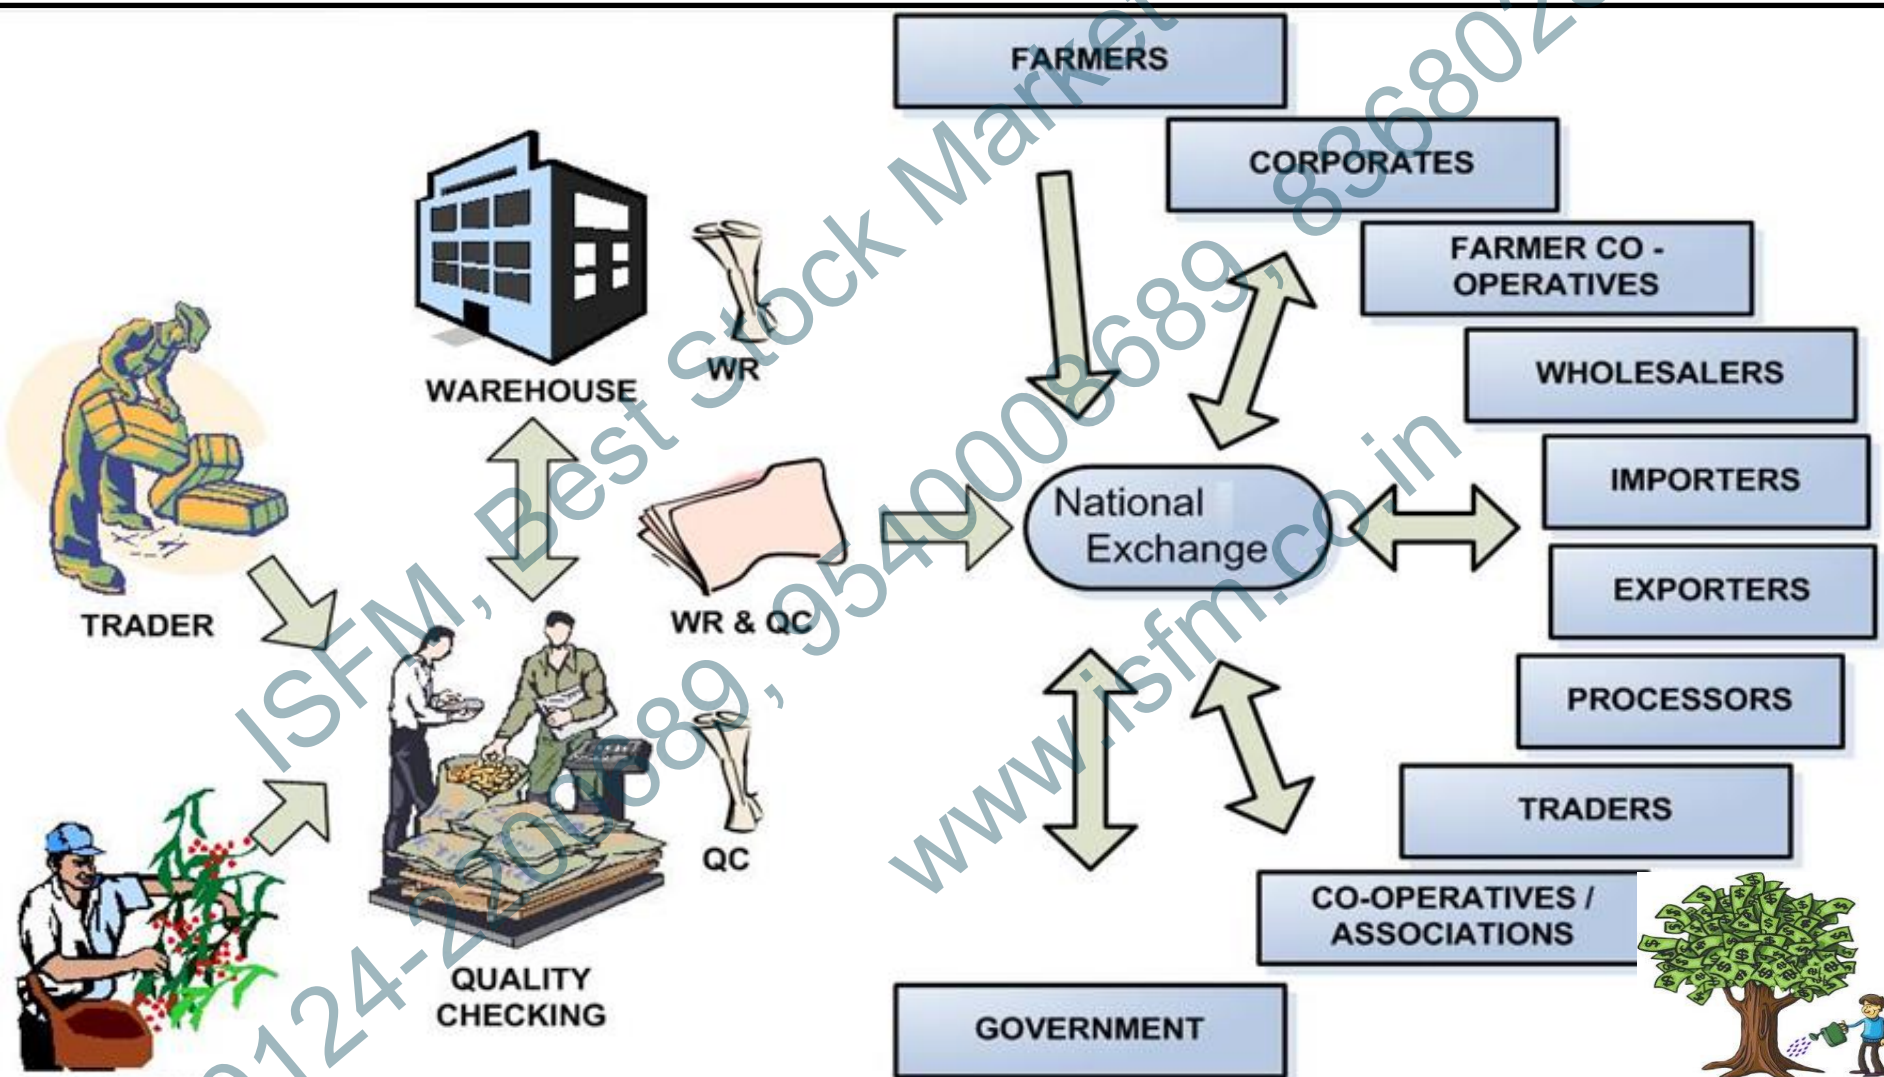 FARMERS
CORPORATES
FARMER CO -
OPERATIVES
WHOLESALERS
IMPORTERS
EXPORTERS
PROCESSORS
TRADERS
CO-OPERATIVES /
ASSOCIATIONS
GOVERNMENT
National
Exchange
WAREHOUSE
WR
TRADER
WR & QC
QC
QUALITY
CHECKING
ISFM, Best Stock Market
9540008689,
www.isfm.co.in